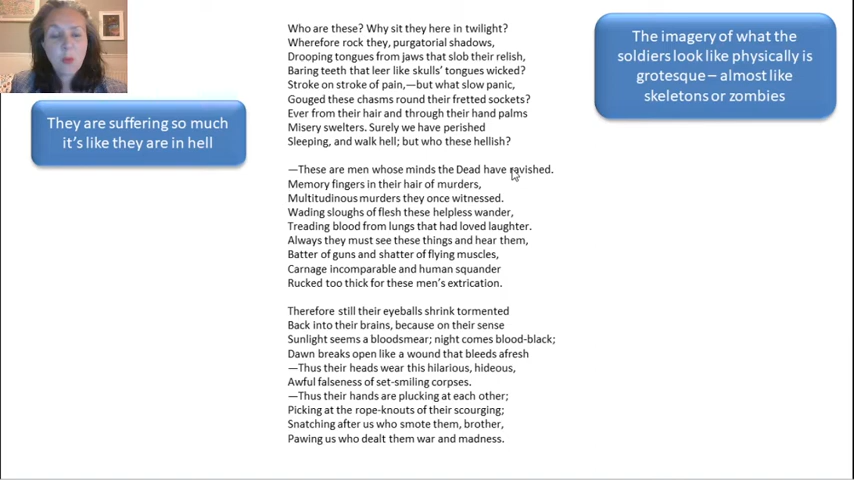 They are suffering so much
it's like they are in hell
Who are these? Why sit they here in twilight?
Wherefore rock they, purgatorial shadows,
Drooping tongues from jaws that slob their relish,
Baring teeth that leer like skulls' tongues wicked?
Stroke on stroke of pain,—but what slow panic,
Gouged these chasms round their fretted sockets?
Ever from their hair and through their hand palms
Misery swelters. Surely we have perished
Sleeping, and walk hell; but who these hellish?
—These are men whose minds the Dead have ravished.
Memory fingers in their hair of murders,
Multitudinous murders they once witnessed.
Wading sloughs of flesh these helpless wander,
Treading blood from lungs that had loved laughter.
Always they must see these things and hear them,
Batter of guns and shatter of flying muscles,
Carnage incomparable and human squander
Rucked too thick for these men's extrication.
Therefore still their eyeballs shrink tormented
Back into their brains, because on their sense
Sunlight seems a bloodsmear; night comes blood-black;
Dawn breaks open like a wound that bleeds afresh
—Thus their heads wear this hilarious, hideous,
Awful falseness of set-smiling corpses.
—Thus their hands are plucking at each other;
Picking at the rope-knouts of their scourging;
Snatching after us who smote them, brother,
Pawing us who dealt them war and madness.
The imagery of what the
soldiers look like physically is
grotesque – almost like
skeletons or zombies